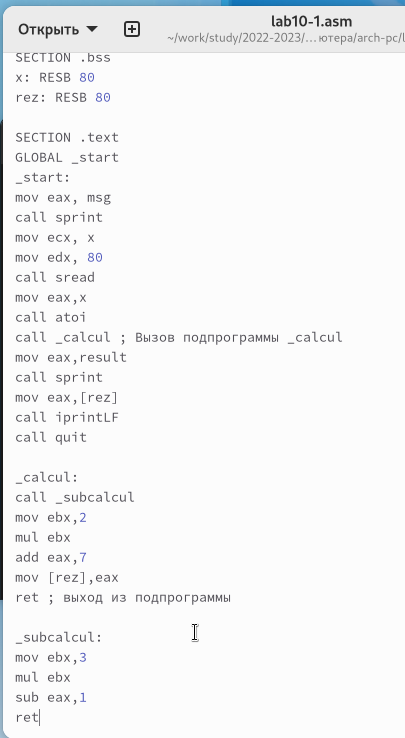 Открыть
lab10-1.asm
~/work/study/2022-2023/…ютера/arch-pc/l
SECTION .bss
x: RESB 80
rez: RESB 80
SECTION .text
GLOBAL _start
_start:
mov eax, msg
call sprint
mov ecx, x
mov edx, 80
call sread
mov eax,x
call atoi
call _calcul ; Вызов подпрограммы _calcul
mov eax,result
call sprint
mov eax,[rez]
call iprintLF
call quit
_calcul:
call _subcalcul
mov ebx,2
mul ebx
add eax,7
mov [rez],eax
ret ; выход из подпрограммы
_subcalcul:
mov ebx,3
mul ebx
sub eax,1
ret